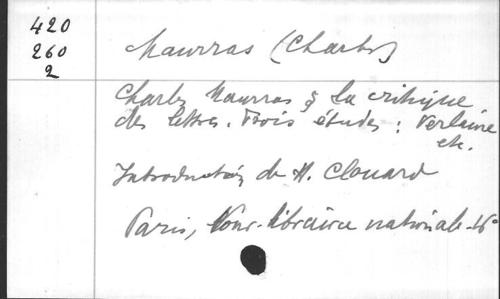 420
260
2
Maurras (Charles)
Charles Maurras & la critique
des lettres. Trois études: Verlaine
etc.
Introduction de H. Clouard
Paris, Nouv. librairie nationale. 16°